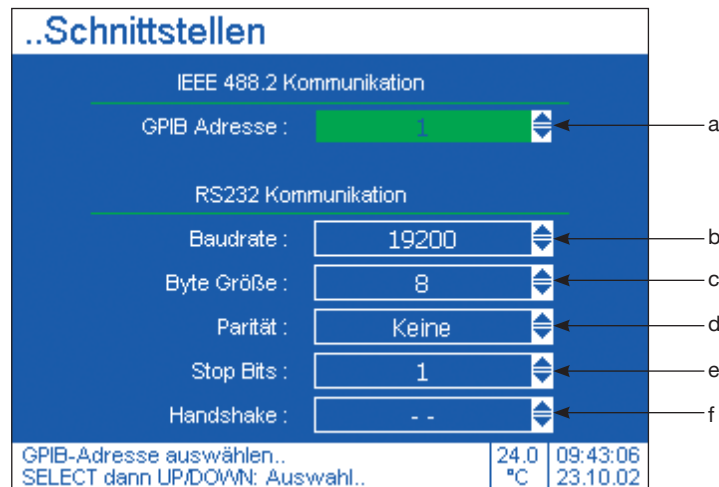 ..Schnittstellen
IEEE 488.2 Kommunikation
GPIB Adresse : 1 a
RS232 Kommunikation
Baudrate : 19200 b
Byte Größe : 8 c
Parität : Keine d
Stop Bits : 1 e
Handshake : - - f
GPIB-Adresse auswählen.. 24.0 09:43:06
SELECT dann UP/DOWN: Auswahl.. °C 23.10.02